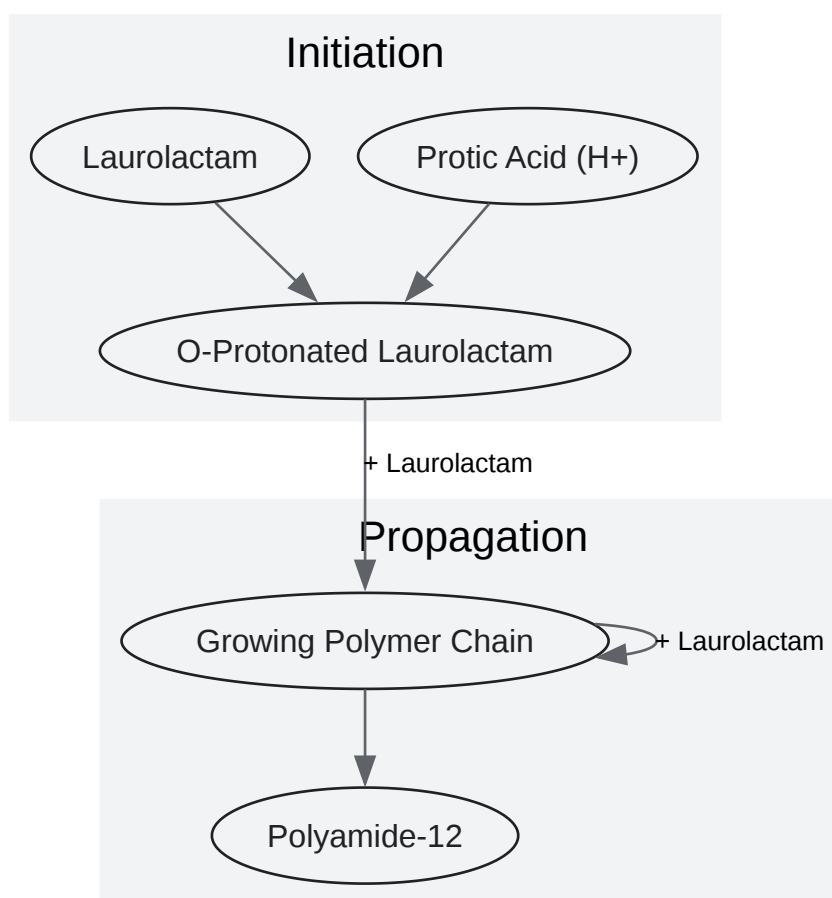 Initiation
Laurolactam
Protic Acid (H+)
O-Protonated Laurolactam
+ Laurolactam
Propagation
Growing Polymer Chain
+ Laurolactam
Polyamide-12